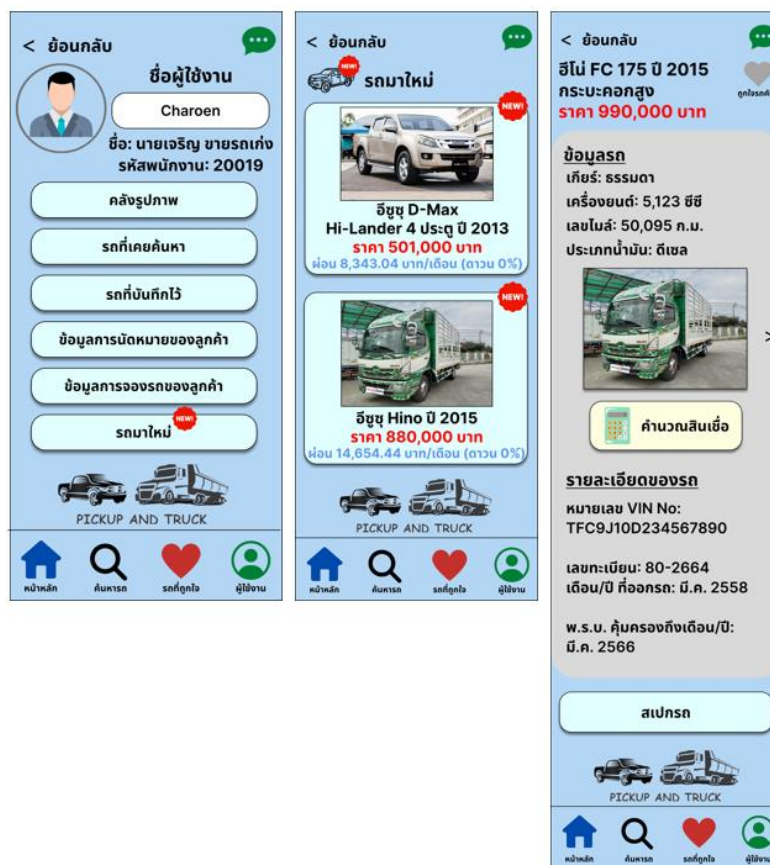 < ย้อนกลับ
ชื่อผู้ใช้งาน
Charoen
ชื่อ: นายเจริญ ขายรถเก่ง
รหัสพนักงาน: 20019
คลังรูปภาพ
รถที่เคยค้นหา
รถที่บันทึกไว้
ข้อมูลการนัดหมายของลูกค้า
ข้อมูลการจองรถของลูกค้า
NEW!
รถมาใหม่
PICKUP AND TRUCK
หน้าหลัก ค้นหารถ รถที่ถูกใจ ผู้ใช้งาน
< ย้อนกลับ
NEW!
รถมาใหม่
NEW!
อีซูซุ D-Max
Hi-Lander 4 ประตู ปี 2013
ราคา 501,000 บาท
ผ่อน 8,343.04 บาท/เดือน (ดาวน 0%)
NEW!
อีซูซุ Hino ปี 2015
ราคา 880,000 บาท
ผ่อน 14,654.44 บาท/เดือน (ดาวน 0%)
PICKUP AND TRUCK
หน้าหลัก ค้นหารถ รถที่ถูกใจ ผู้ใช้งาน
< ย้อนกลับ
ฮีโน่ FC 175 ปี 2015
กระบะคอกสูง
ราคา 990,000 บาท
ข้อมูลรถ
เกียร์: ธรรมดา
เครื่องยนต์: 5,123 ซีซี
เลขไมล์: 50,095 ก.ม.
ประเภทน้ำมัน: ดีเซล
>
คำนวณสินเชื่อ
รายละเอียดของรถ
หมายเลข VIN No:
TFC9J10D234567890
เลขทะเบียน: 80-2664
เดือน/ปี ที่ออกรถ: มี.ค. 2558
พ.ร.บ. คุ้มครองถึงเดือน/ปี:
มี.ค. 2566
สเปกรถ
PICKUP AND TRUCK
หน้าหลัก ค้นหารถ รถที่ถูกใจ ผู้ใช้งาน